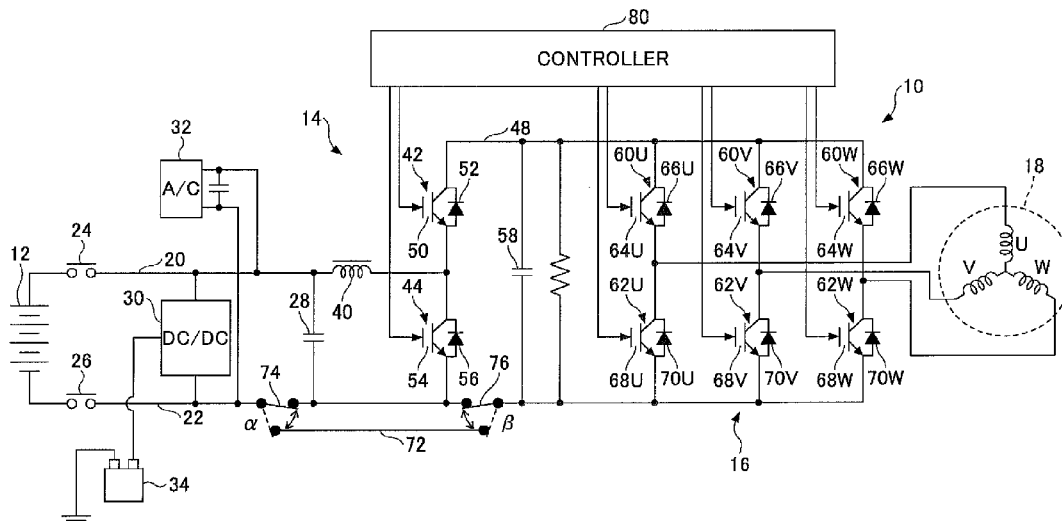 80
CONTROLLER
10
14
48
32
A/C
42
52
60U
66U
60V
66V
60W
66W
18
24
12
20
50
58
64U
64V
64W
U
V
W
30
DC/DC
28
40
44
62U
62V
62W
26
54
56
76
68U
70U
68V
70V
68W
70W
74
22
α
β
72
16
34